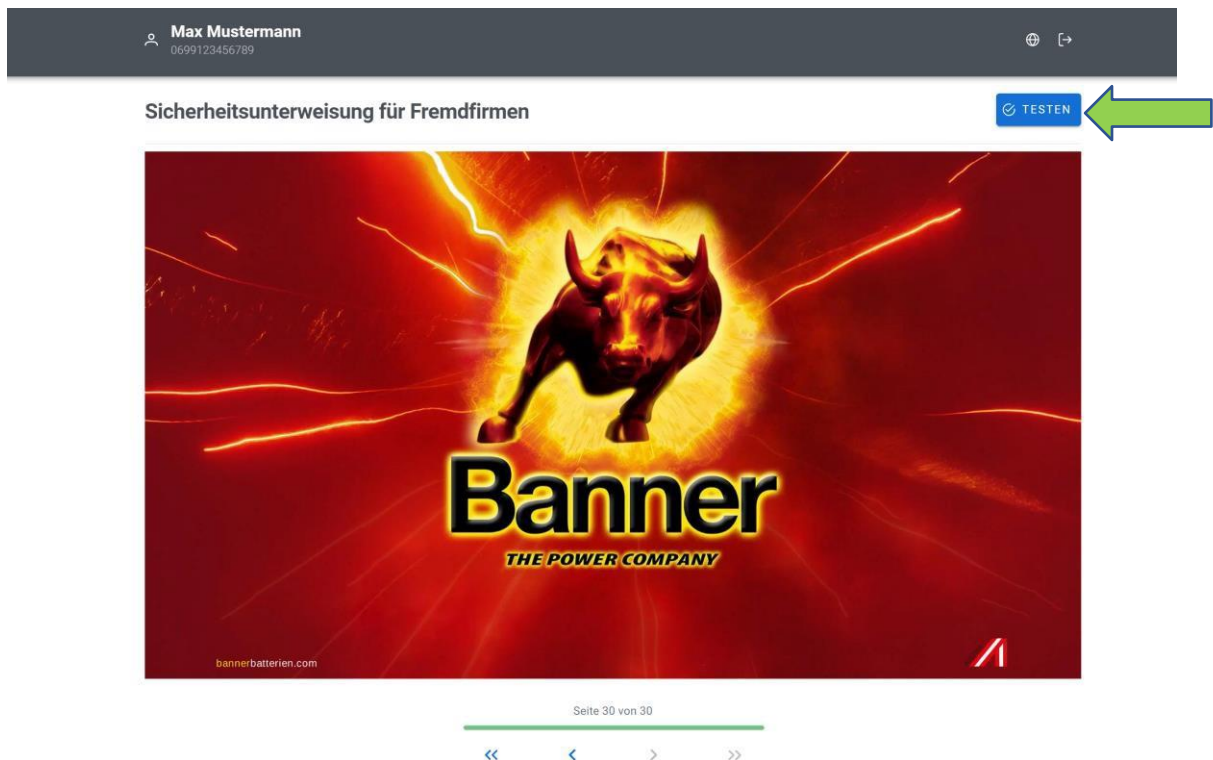 Max Mustermann
0699123456789
Sicherheitsunterweisung für Fremdfirmen
TESTEN
Banner
THE POWER COMPANY
bannerbatterien.com
Seite 30 von 30